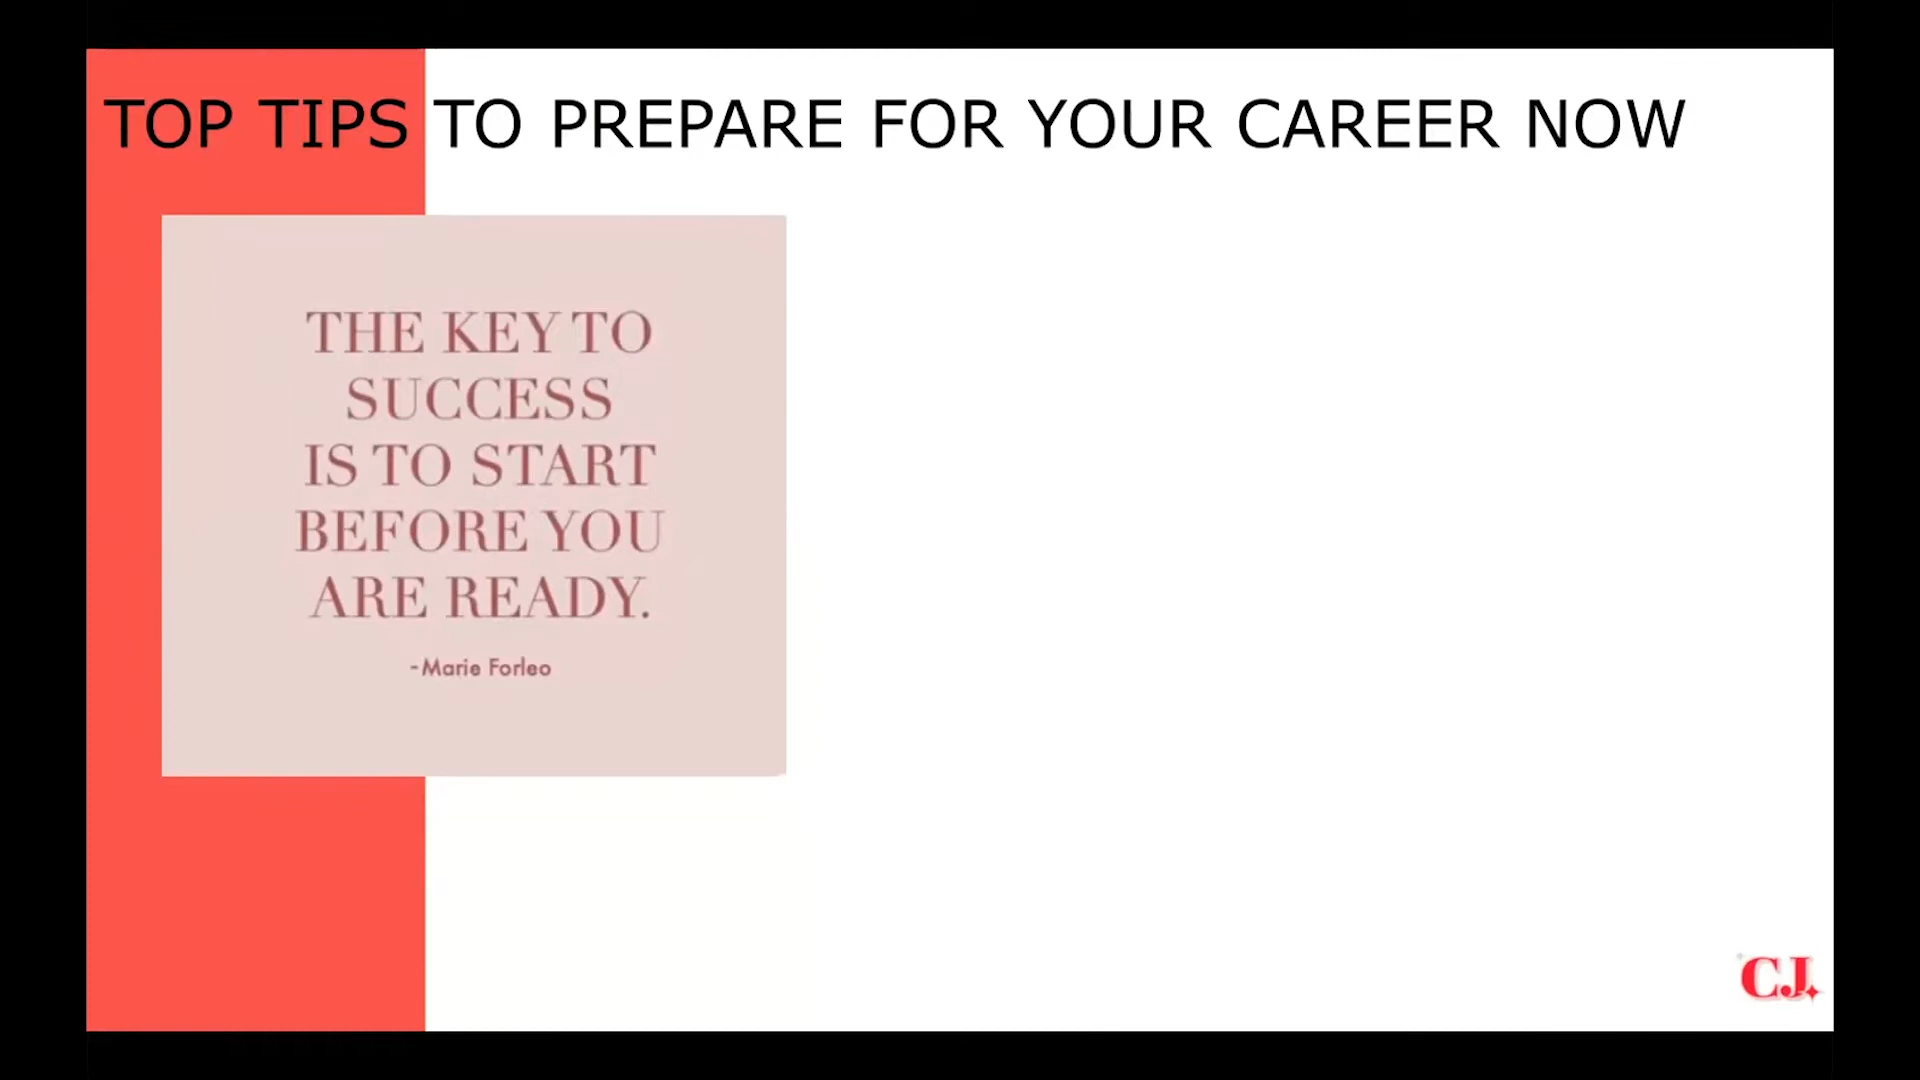 TOP TIPS TO PREPARE FOR YOUR CAREER NOW
THE KEY TO
SUCCESS
IS TO START
BEFORE YOU
ARE READY.
-Marie Forleo
CJ.